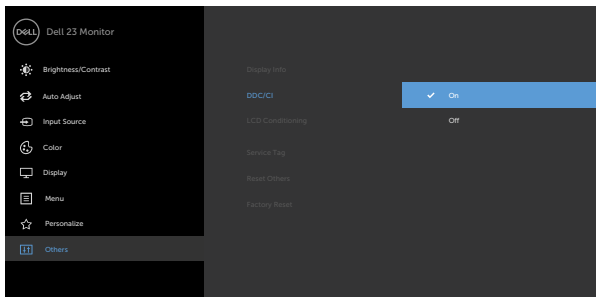 DELL Dell 23 Monitor
Brightness/Contrast
Auto Adjust
Input Source
Color
Display
Menu
Personalize
Others
Display Info
DDC/CI
LCD Conditioning
Service Tag
Reset Others
Factory Reset
On
Off